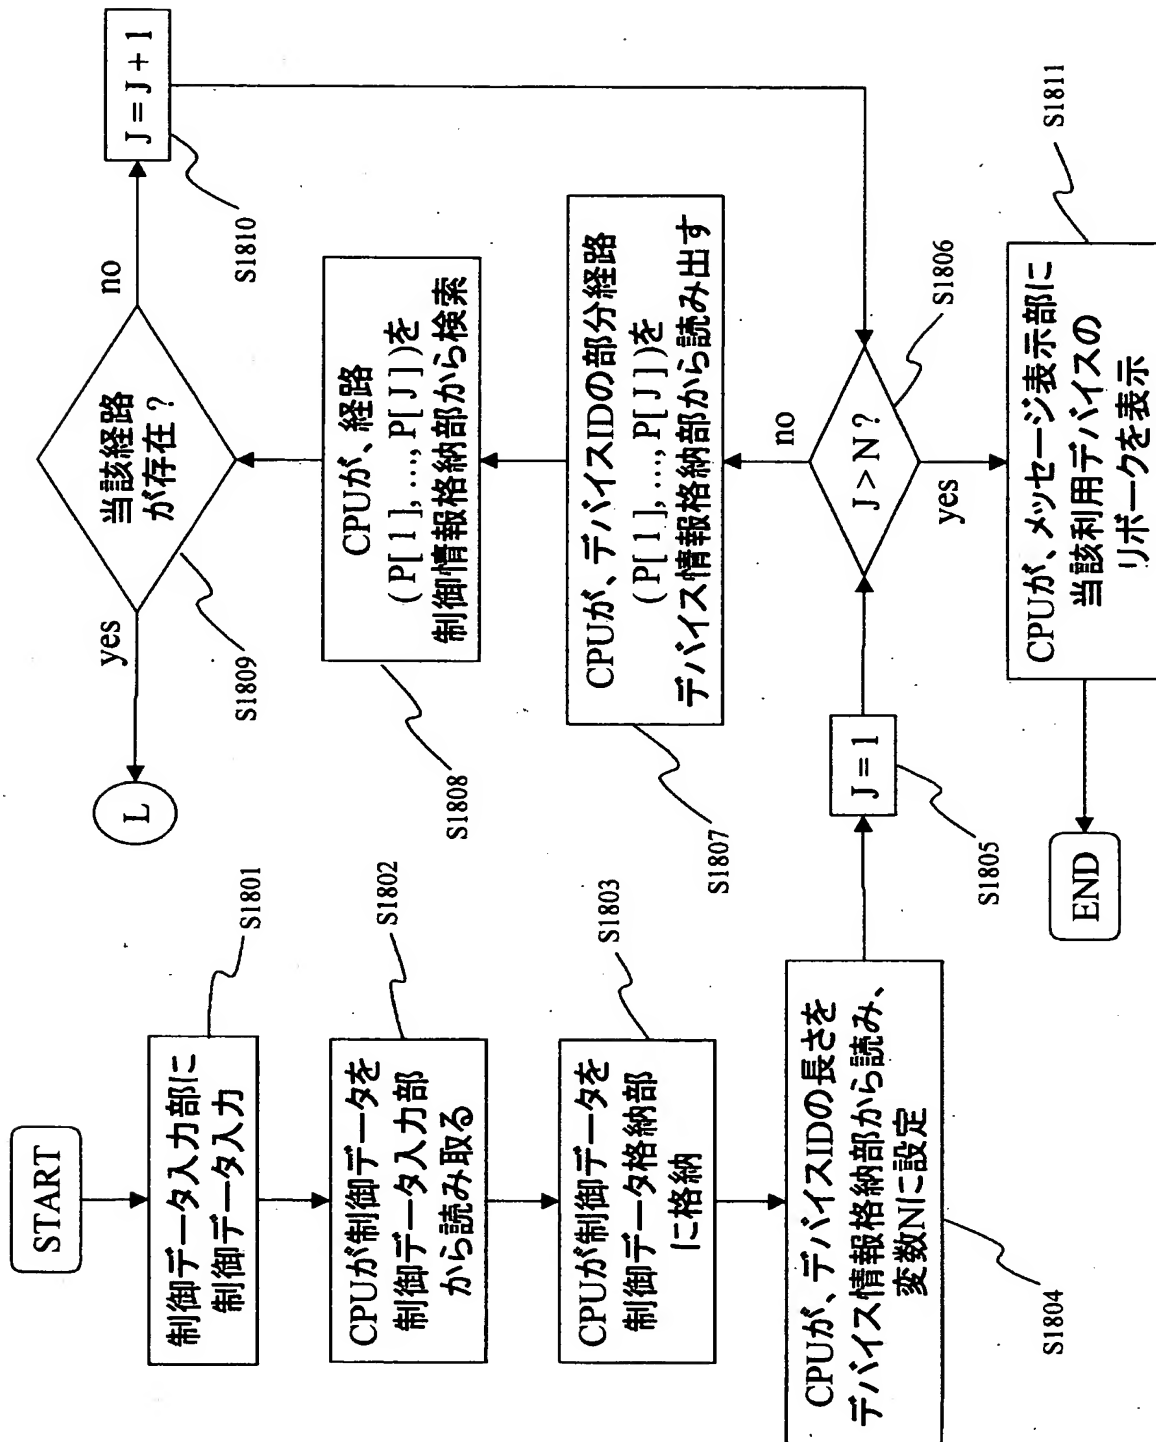 START
制御データ入力部に
制御データ入力
S1801
CPUが制御データを
制御データ入力部
から読み取る
S1802
CPUが制御データを
制御データ格納部
に格納
S1803
CPUが、デバイスIDの長さを
デバイス情報格納部から読み、
変数Nに設定
S1804
J = 1
S1805
J > N ?
S1806
no
yes
CPUが、デバイスIDの部分経路
( P[ 1 ], ..., P[ J ] )を
デバイス情報格納部から読み出す
S1807
CPUが、経路
( P[ 1 ], ..., P[ J ] )を
制御情報格納部から検索
S1808
当該経路
が存在?
S1809
yes
no
L
J = J + 1
S1810
CPUが、メッセージ表示部に
当該利用デバイスの
リボークを表示
S1811
END